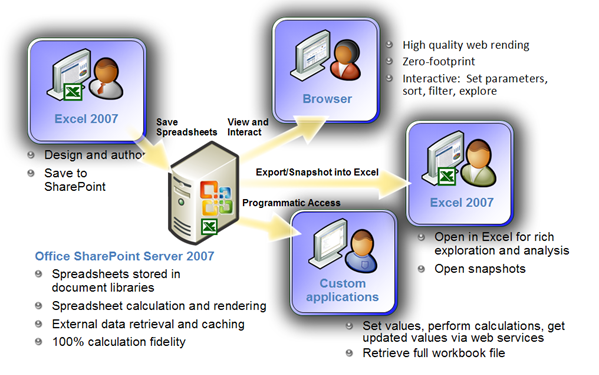 Excel 2007
Design and author
Save to
SharePoint
Save
Spreadsheets
View and
Interact
Browser
High quality web rending
Zero-footprint
Interactive: Set parameters,
sort, filter, explore
Export/Snapshot into Excel
Excel 2007
Open in Excel for rich
exploration and analysis
Open snapshots
Programmatic Access
Custom
applications
Set values, perform calculations, get
updated values via web services
Retrieve full workbook file
Office SharePoint Server 2007
Spreadsheets stored in
document libraries
Spreadsheet calculation and rendering
External data retrieval and caching
100% calculation fidelity